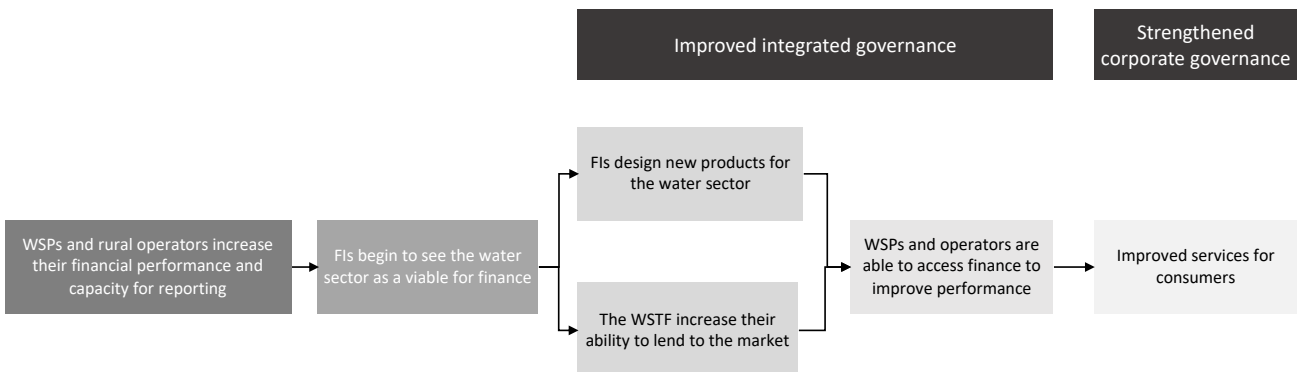 Improved integrated governance
Strengthened
corporate governance
WSPs and rural operators increase
their financial performance and
capacity for reporting
FIs begin to see the water
sector as a viable for finance
FIs design new products for
the water sector
The WSTF increase their
ability to lend to the market
WSPs and operators are
able to access finance to
improve performance
Improved services for
consumers